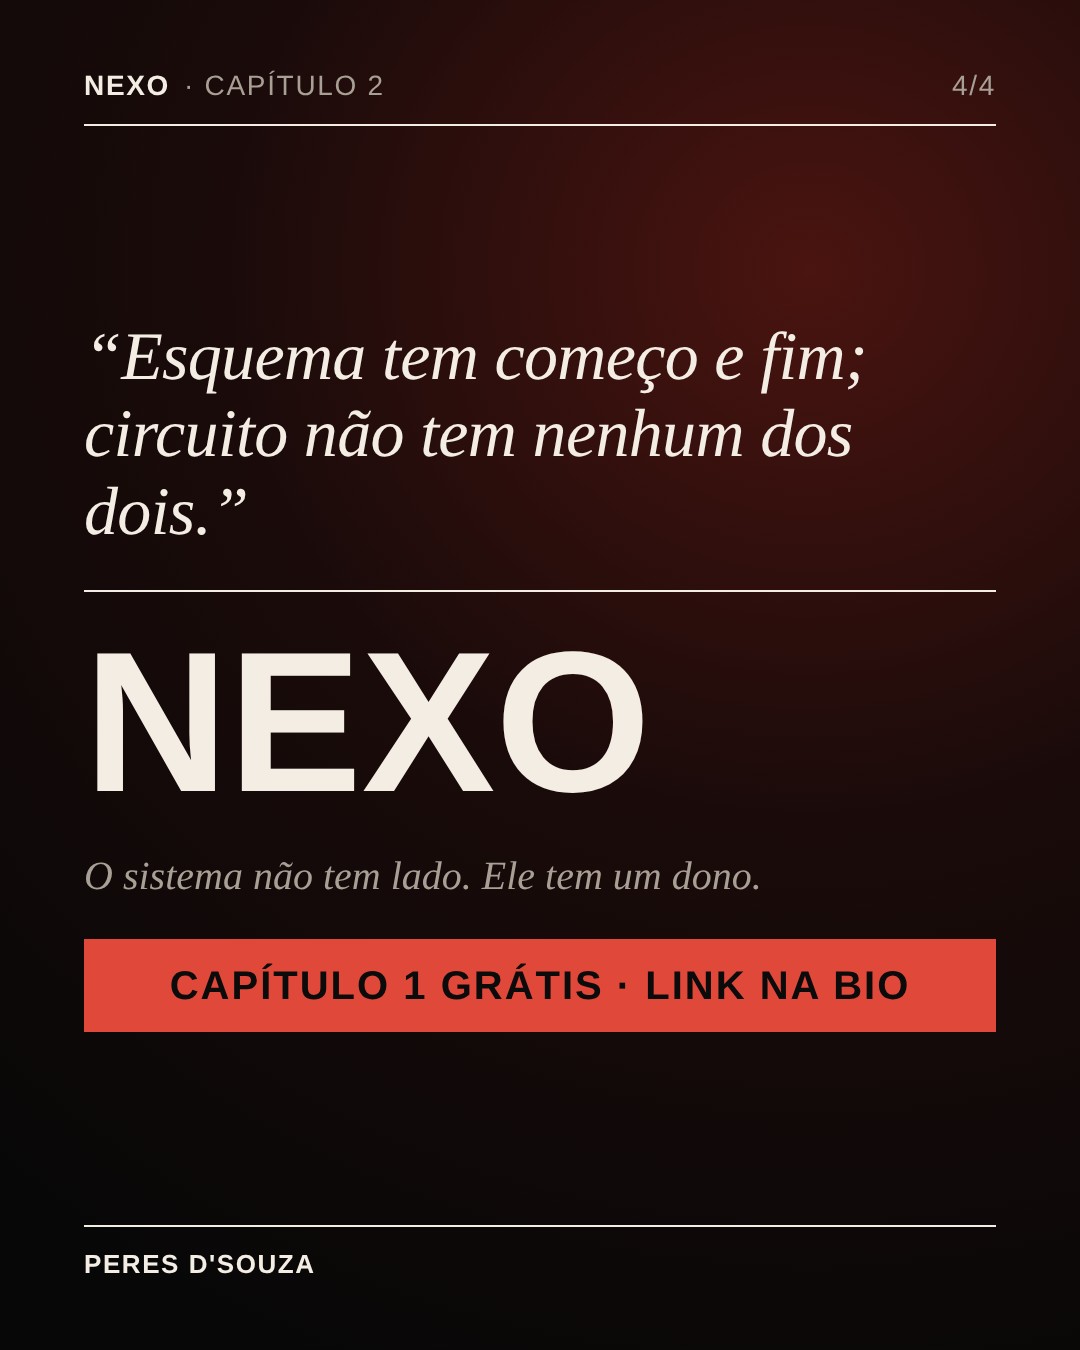 NEXO · CAPÍTULO 2
4/4
“Esquema tem começo e fim;
circuito não tem nenhum dos
dois.”
NEXO
O sistema não tem lado. Ele tem um dono.
CAPÍTULO 1 GRÁTIS · LINK NA BIO
PERES D'SOUZA